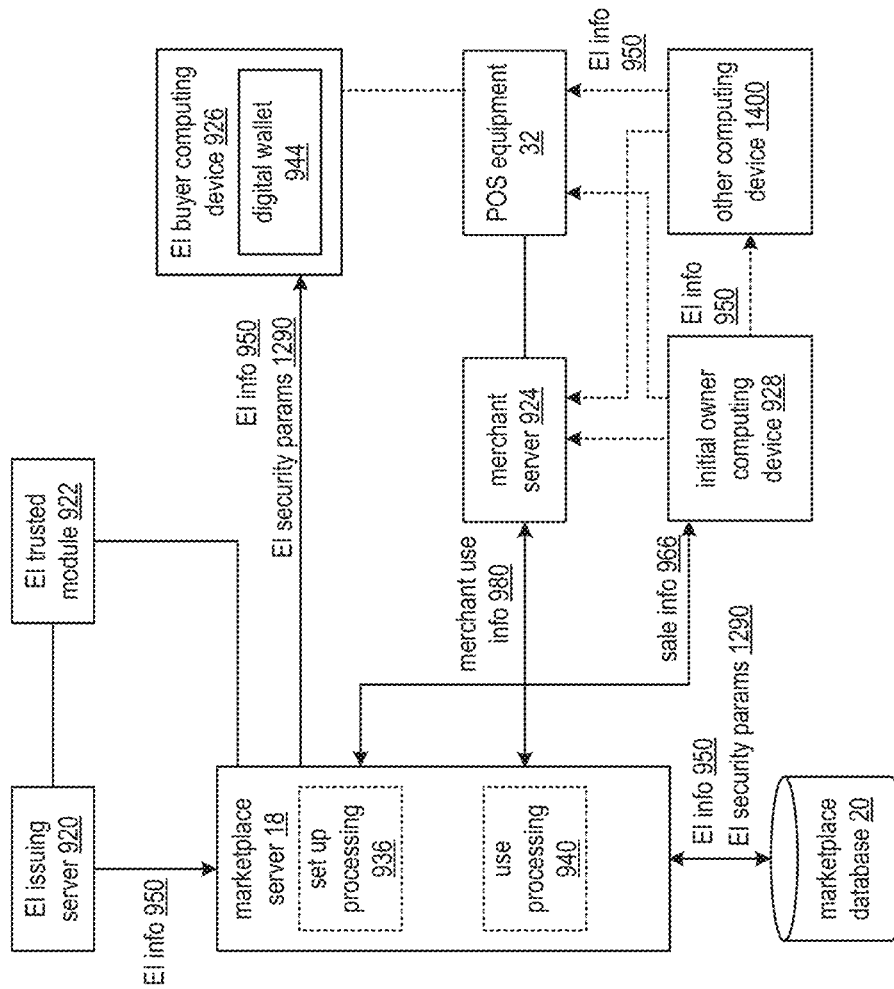 EI issuing
server 920
EI trusted
module 922
EI info 950
marketplace
server 18
set up
processing
936
use
processing
940
EI info 950
EI security params 1290
marketplace
database 20
EI info 950
EI security params 1290
merchant use
info 980
sale info 966
EI buyer computing
device 926
digital wallet
944
merchant
server 924
POS equipment
32
EI info
950
initial owner
computing
device 928
EI info
950
other computing
device 1400